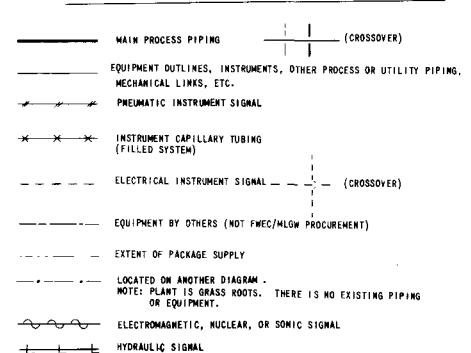 MAIN PROCESS PIPING (CROSSOVER)
EQUIPMENT OUTLINES, INSTRUMENTS, OTHER PROCESS OR UTILITY PIPING,
MECHANICAL LINKS, ETC.
PNEUMATIC INSTRUMENT SIGNAL
INSTRUMENT CAPILLARY TUBING
(FILLED SYSTEM)
ELECTRICAL INSTRUMENT SIGNAL (CROSSOVER)
EQUIPMENT BY OTHERS (NOT FWEC/MLGW PROCUREMENT)
EXTENT OF PACKAGE SUPPLY
LOCATED ON ANOTHER DIAGRAM.
NOTE: PLANT IS GRASS ROOTS. THERE IS NO EXISTING PIPING
OR EQUIPMENT.
ELECTROMAGNETIC, NUCLEAR, OR SONIC SIGNAL
HYDRAULIC SIGNAL